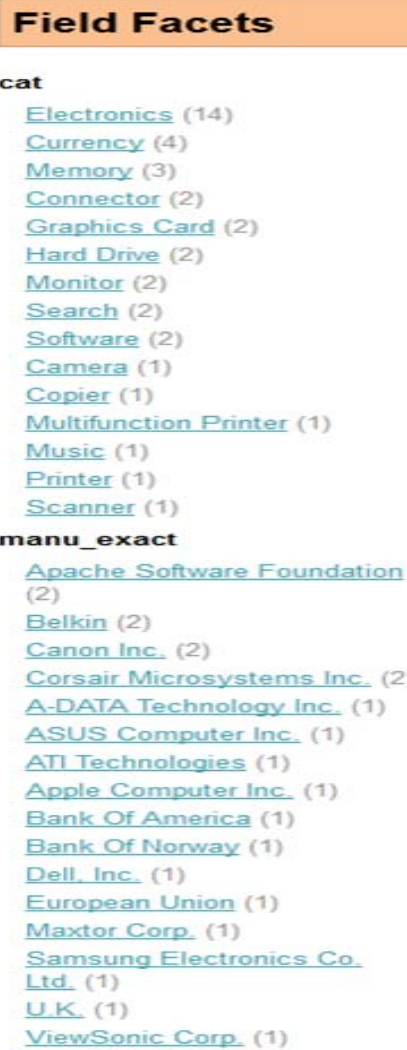 Field Facets
cat
Electronics (14)
Currency (4)
Memory (3)
Connector (2)
Graphics Card (2)
Hard Drive (2)
Monitor (2)
Search (2)
Software (2)
Camera (1)
Copier (1)
Multifunction Printer (1)
Music (1)
Printer (1)
Scanner (1)
manu_exact
Apache Software Foundation
(2)
Belkin (2)
Canon Inc. (2)
Corsair Microsystems Inc. (2
A-DATA Technology Inc. (1)
ASUS Computer Inc. (1)
ATI Technologies (1)
Apple Computer Inc. (1)
Bank Of America (1)
Bank Of Norway (1)
Dell, Inc. (1)
European Union (1)
Maxtor Corp. (1)
Samsung Electronics Co.
Ltd. (1)
U.K. (1)
ViewSonic Corp. (1)